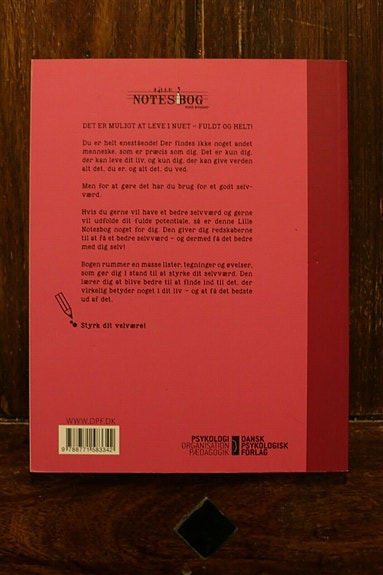 LILLE
NOTESBOG
DET ER MULIGT AT LEVE I NUET – FULDT OG HELT!
Du er helt enestående! Der findes ikke noget andet
menneske, som er præcis som dig. Det er kun dig,
der kan leve dit liv, og kun dig, der kan give verden
alt det, du er, og alt det, du ved.
Men for at gøre det har du brug for et godt selv-
værd.
Hvis du gerne vil have et bedre selvværd og gerne
vil udfolde dit fulde potentiale, så er denne Lille
Notesbog noget for dig. Den giver dig redskaberne
til at få et bedre selvværd – og dermed få det bedre
med dig selv!
Bogen rummer en masse lister, tegninger og øvelser,
som gør dig i stand til at styrke dit selvværd. Den
lærer dig at blive bedre til at finde ind til det, der
virkelig betyder noget i dit liv – og at få det bedste
ud af det.
Styrk dit velvære!
WWW.DPF.DK
9 788771 583342
PSYKOLOGI
ORGANISATION
PÆDAGOGIK
DANSK
PSYKOLOGISK
FORLAG